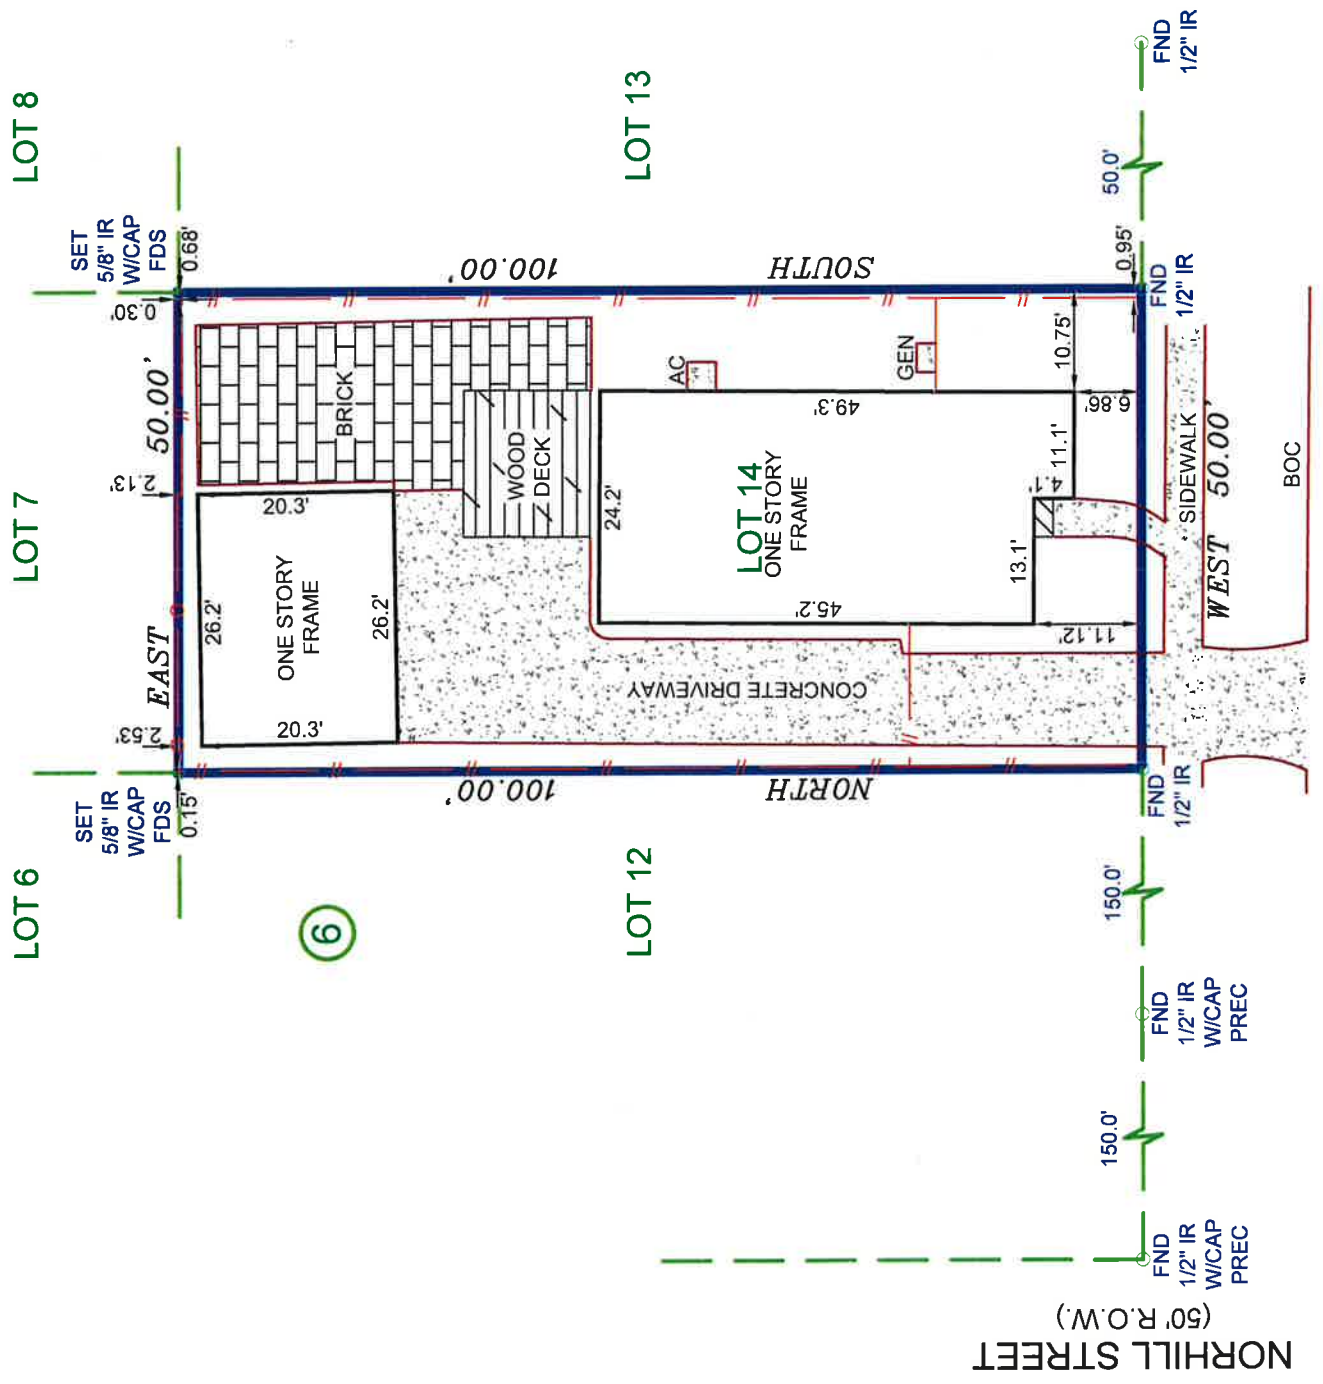 LOT 6
LOT 7
LOT 8
SET
5/8" IR
W/CAP
FDS
0.15'
SET
5/8" IR
W/CAP
FDS
0.68'
2.53'
EAST
2.13'
50.00'
0.30'
6
26.2'
20.3'
ONE STORY
FRAME
26.2'
20.3'
BRICK
WOOD
DECK
NORTH
100.00'
SOUTH
100.00'
LOT 12
LOT 13
AC
GEN
24.2'
49.3'
LOT 14
ONE STORY
FRAME
45.2'
CONCRETE DRIVEWAY
13.1'
4.1'
11.1'
10.75'
11.12'
6.86'
0.95'
SIDEWALK
WEST
50.00'
BOC
FND
1/2" IR
FND
1/2" IR
50.0'
FND
1/2" IR
150.0'
FND
1/2" IR
W/CAP
PREC
150.0'
FND
1/2" IR
W/CAP
PREC
NORHILL STREET
(50' R.O.W.)